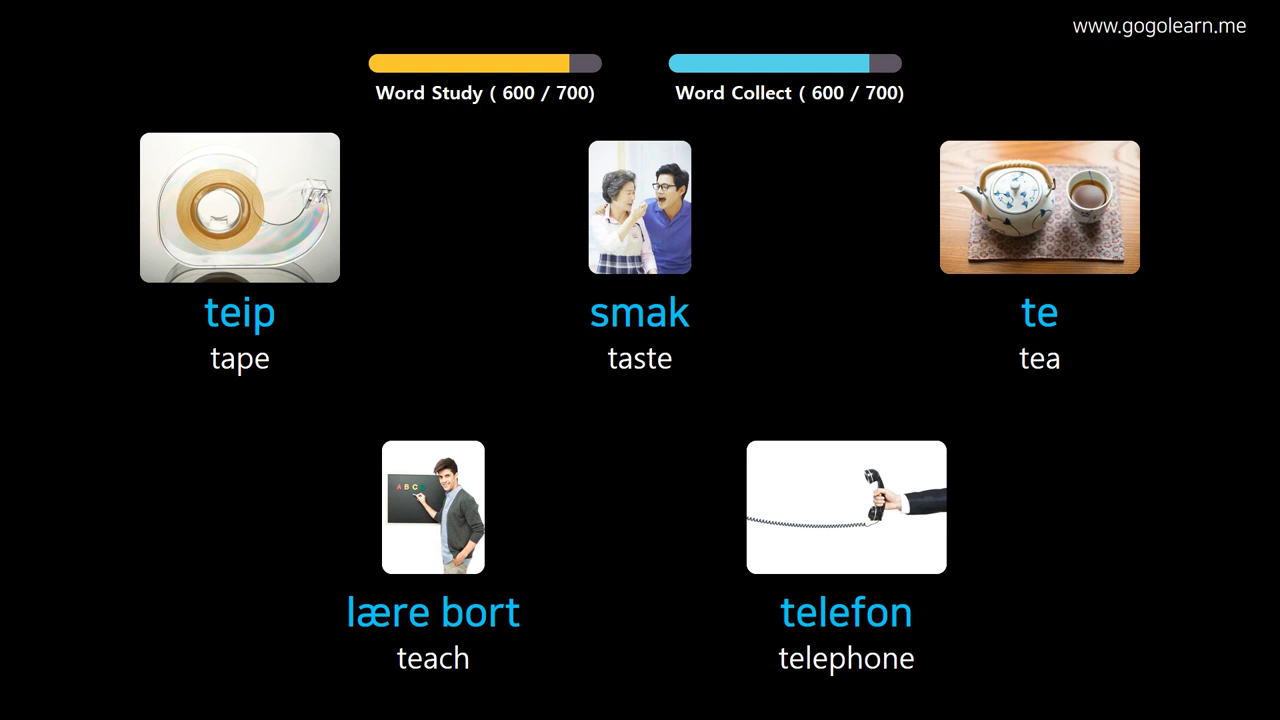 www.gogolearn.me
Word Study ( 600 / 700)
Word Collect ( 600 / 700)
teip
tape
smak
taste
te
tea
A B C
lære bort
teach
telefon
telephone